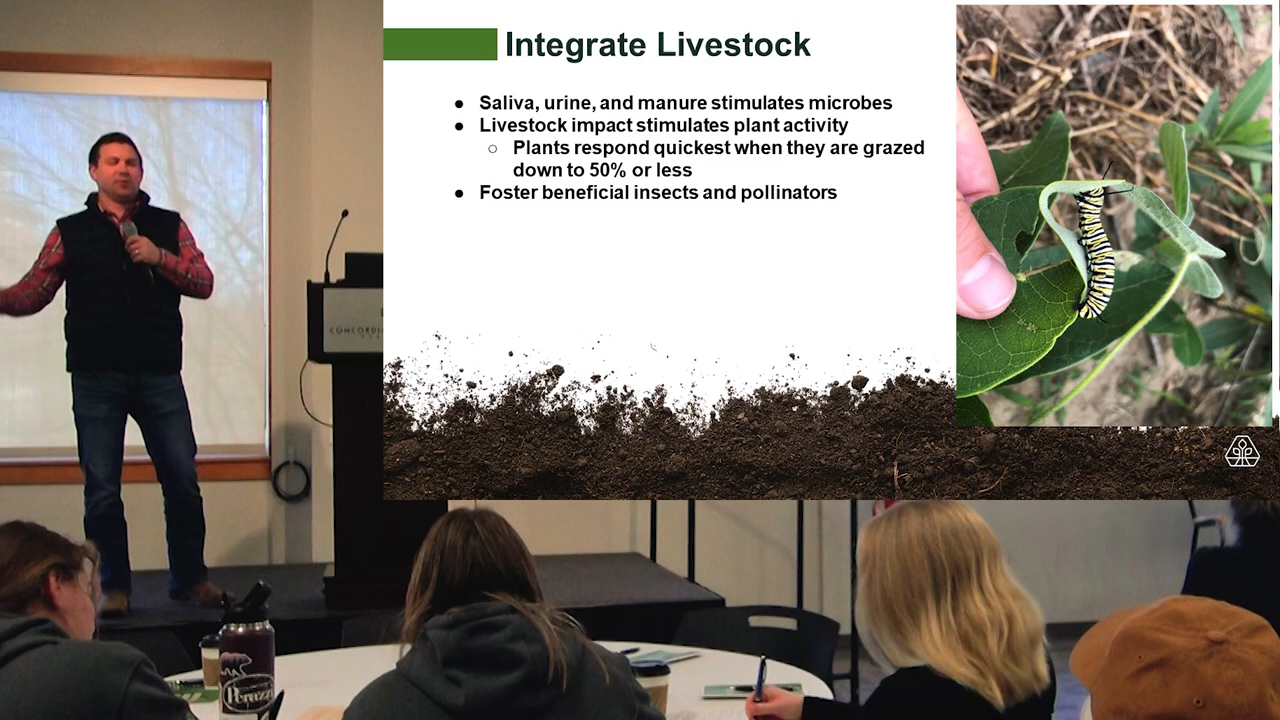 Integrate Livestock
● Saliva, urine, and manure stimulates microbes
● Livestock impact stimulates plant activity
○ Plants respond quickest when they are grazed
down to 50% or less
● Foster beneficial insects and pollinators